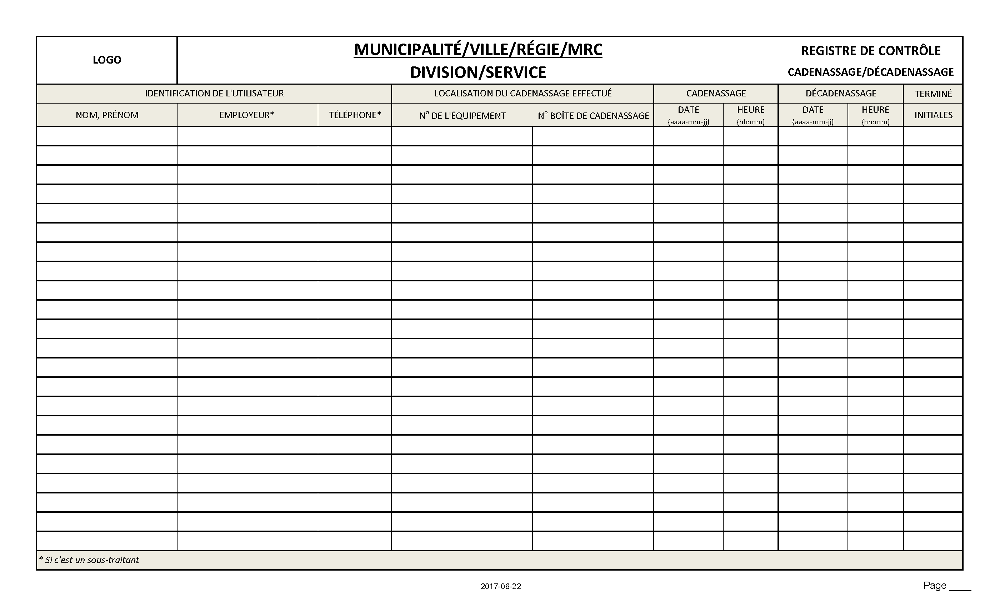 LOGO
MUNICIPALITÉ/VILLE/RÉGIE/MRC
DIVISION/SERVICE
REGISTRE DE CONTRÔLE
CADENASSAGE/DÉCADENASSAGE
IDENTIFICATION DE L'UTILISATEUR
LOCALISATION DU CADENASSAGE EFFECTUÉ
CADENASSAGE
DÉCADENASSAGE
TERMINÉ
NOM, PRÉNOM
EMPLOYEUR*
TÉLÉPHONE*
Nº DE L'ÉQUIPEMENT
Nº BOÎTE DE CADENASSAGE
DATE
(aaaa-mm-jj)
HEURE
(hh:mm)
DATE
(aaaa-mm-jj)
HEURE
(hh:mm)
INITIALES
* Si c'est un sous-traitant
2017-06-22
Page ____